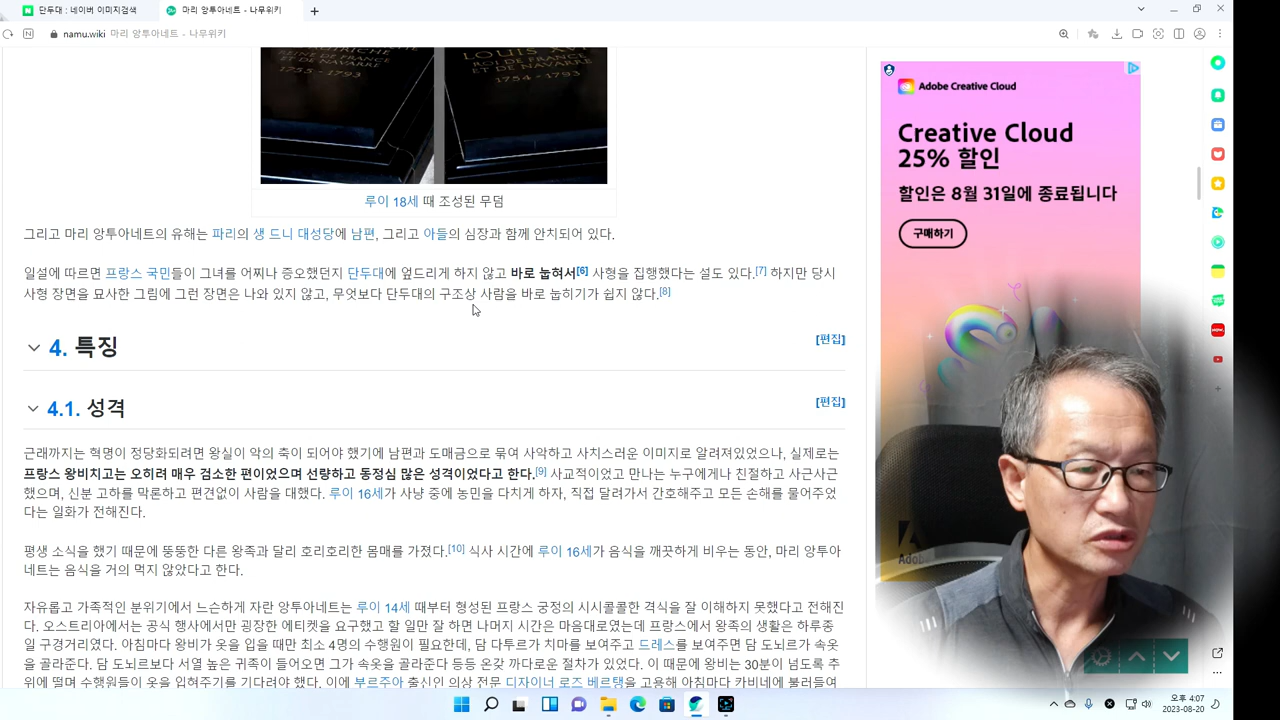 단두대 : 네이버 이미지검색
마리 앙투아네트 - 나무위키
namu.wiki 마리 앙투아네트 - 나무위키
REINE DE FRANCE
ET DE NAVARRE
1755 - 1793
LOUIS XVI
ROI DE FRANCE
ET DE NAVARRE
1754 - 1793
루이 18세 때 조성된 무덤
그리고 마리 앙투아네트의 유해는 파리의 생 드니 대성당에 남편, 그리고 아들의 심장과 함께 안치되어 있다.
일설에 따르면 프랑스 국민들이 그녀를 어찌나 증오했던지 단두대에 엎드리게 하지 않고 바로 눕혀서[6] 사형을 집행했다는 설도 있다.[7] 하지만 당시
사형 장면을 묘사한 그림에 그런 장면은 나와 있지 않고, 무엇보다 단두대의 구조상 사람을 바로 눕히기가 쉽지 않다.[8]
4. 특징
[편집]
4.1. 성격
[편집]
근래까지는 혁명이 정당화되려면 왕실이 악의 축이 되어야 했기에 남편과 도매금으로 묶여 사악하고 사치스러운 이미지로 알려져있었으나, 실제로는
프랑스 왕비치고는 오히려 매우 검소한 편이었으며 선량하고 동정심 많은 성격이었다고 한다.[9] 사교적이었고 만나는 누구에게나 친절하고 사근사근
했으며, 신분 고하를 막론하고 편견없이 사람을 대했다. 루이 16세가 사냥 중에 농민을 다치게 하자, 직접 달려가서 간호해주고 모든 손해를 물어주었
다는 일화가 전해진다.
평생 소식을 했기 때문에 뚱뚱한 다른 왕족과 달리 호리호리한 몸매를 가졌다.[10] 식사 시간에 루이 16세가 음식을 깨끗하게 비우는 동안, 마리 앙투아
네트는 음식을 거의 먹지 않았다고 한다.
자유롭고 가족적인 분위기에서 느슨하게 자란 앙투아네트는 루이 14세 때부터 형성된 프랑스 궁정의 시시콜콜한 격식을 잘 이해하지 못했다고 전해진
다. 오스트리아에서는 공식 행사에서만 굉장한 에티켓을 요구했고 할 일만 잘 하면 나머지 시간은 마음대로였는데 프랑스에서 왕족의 생활은 하루종
일 구경거리였다. 아침마다 왕비가 옷을 입을 때만 최소 4명의 수행원이 필요한데, 담 다투르가 치마를 보여주고 드레스를 보여주면 담 도뇌르가 속옷
을 골라준다. 담 도뇌르보다 서열 높은 귀족이 들어오면 그가 속옷을 골라준다 등등 온갖 까다로운 절차가 있었다. 이 때문에 왕비는 30분이 넘도록 추
위에 떨며 수행원들이 옷을 입혀주기를 기다려야 했다. 이에 부르주아 출신인 의상 전문 디자이너 로즈 베르탱을 고용해 아침마다 카비네에 불러들여
Adobe Creative Cloud
Creative Cloud
25% 할인
할인은 8월 31일에 종료됩니다
구매하기
오후 4:07
2023-08-20